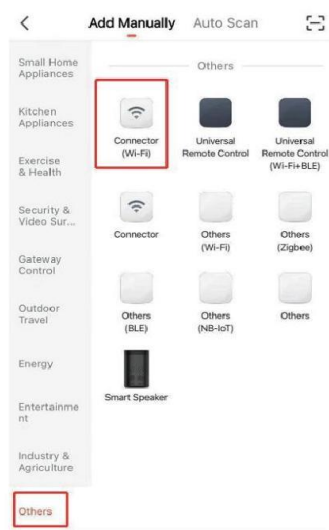 Add Manually Auto Scan
Small Home
Appliances
Kitchen
Appliances
Exercise
& Health
Security &
Video Sur...
Gateway
Control
Outdoor
Travel
Energy
Entertainme
nt
Industry &
Agriculture
Others
Others
Connector
(Wi-Fi)
Universal
Remote Control
Universal
Remote Control
(Wi-Fi+BLE)
Connector
Others
(Wi-Fi)
Others
(Zigbee)
Others
(BLE)
Others
(NB-IoT)
Others
Smart Speaker